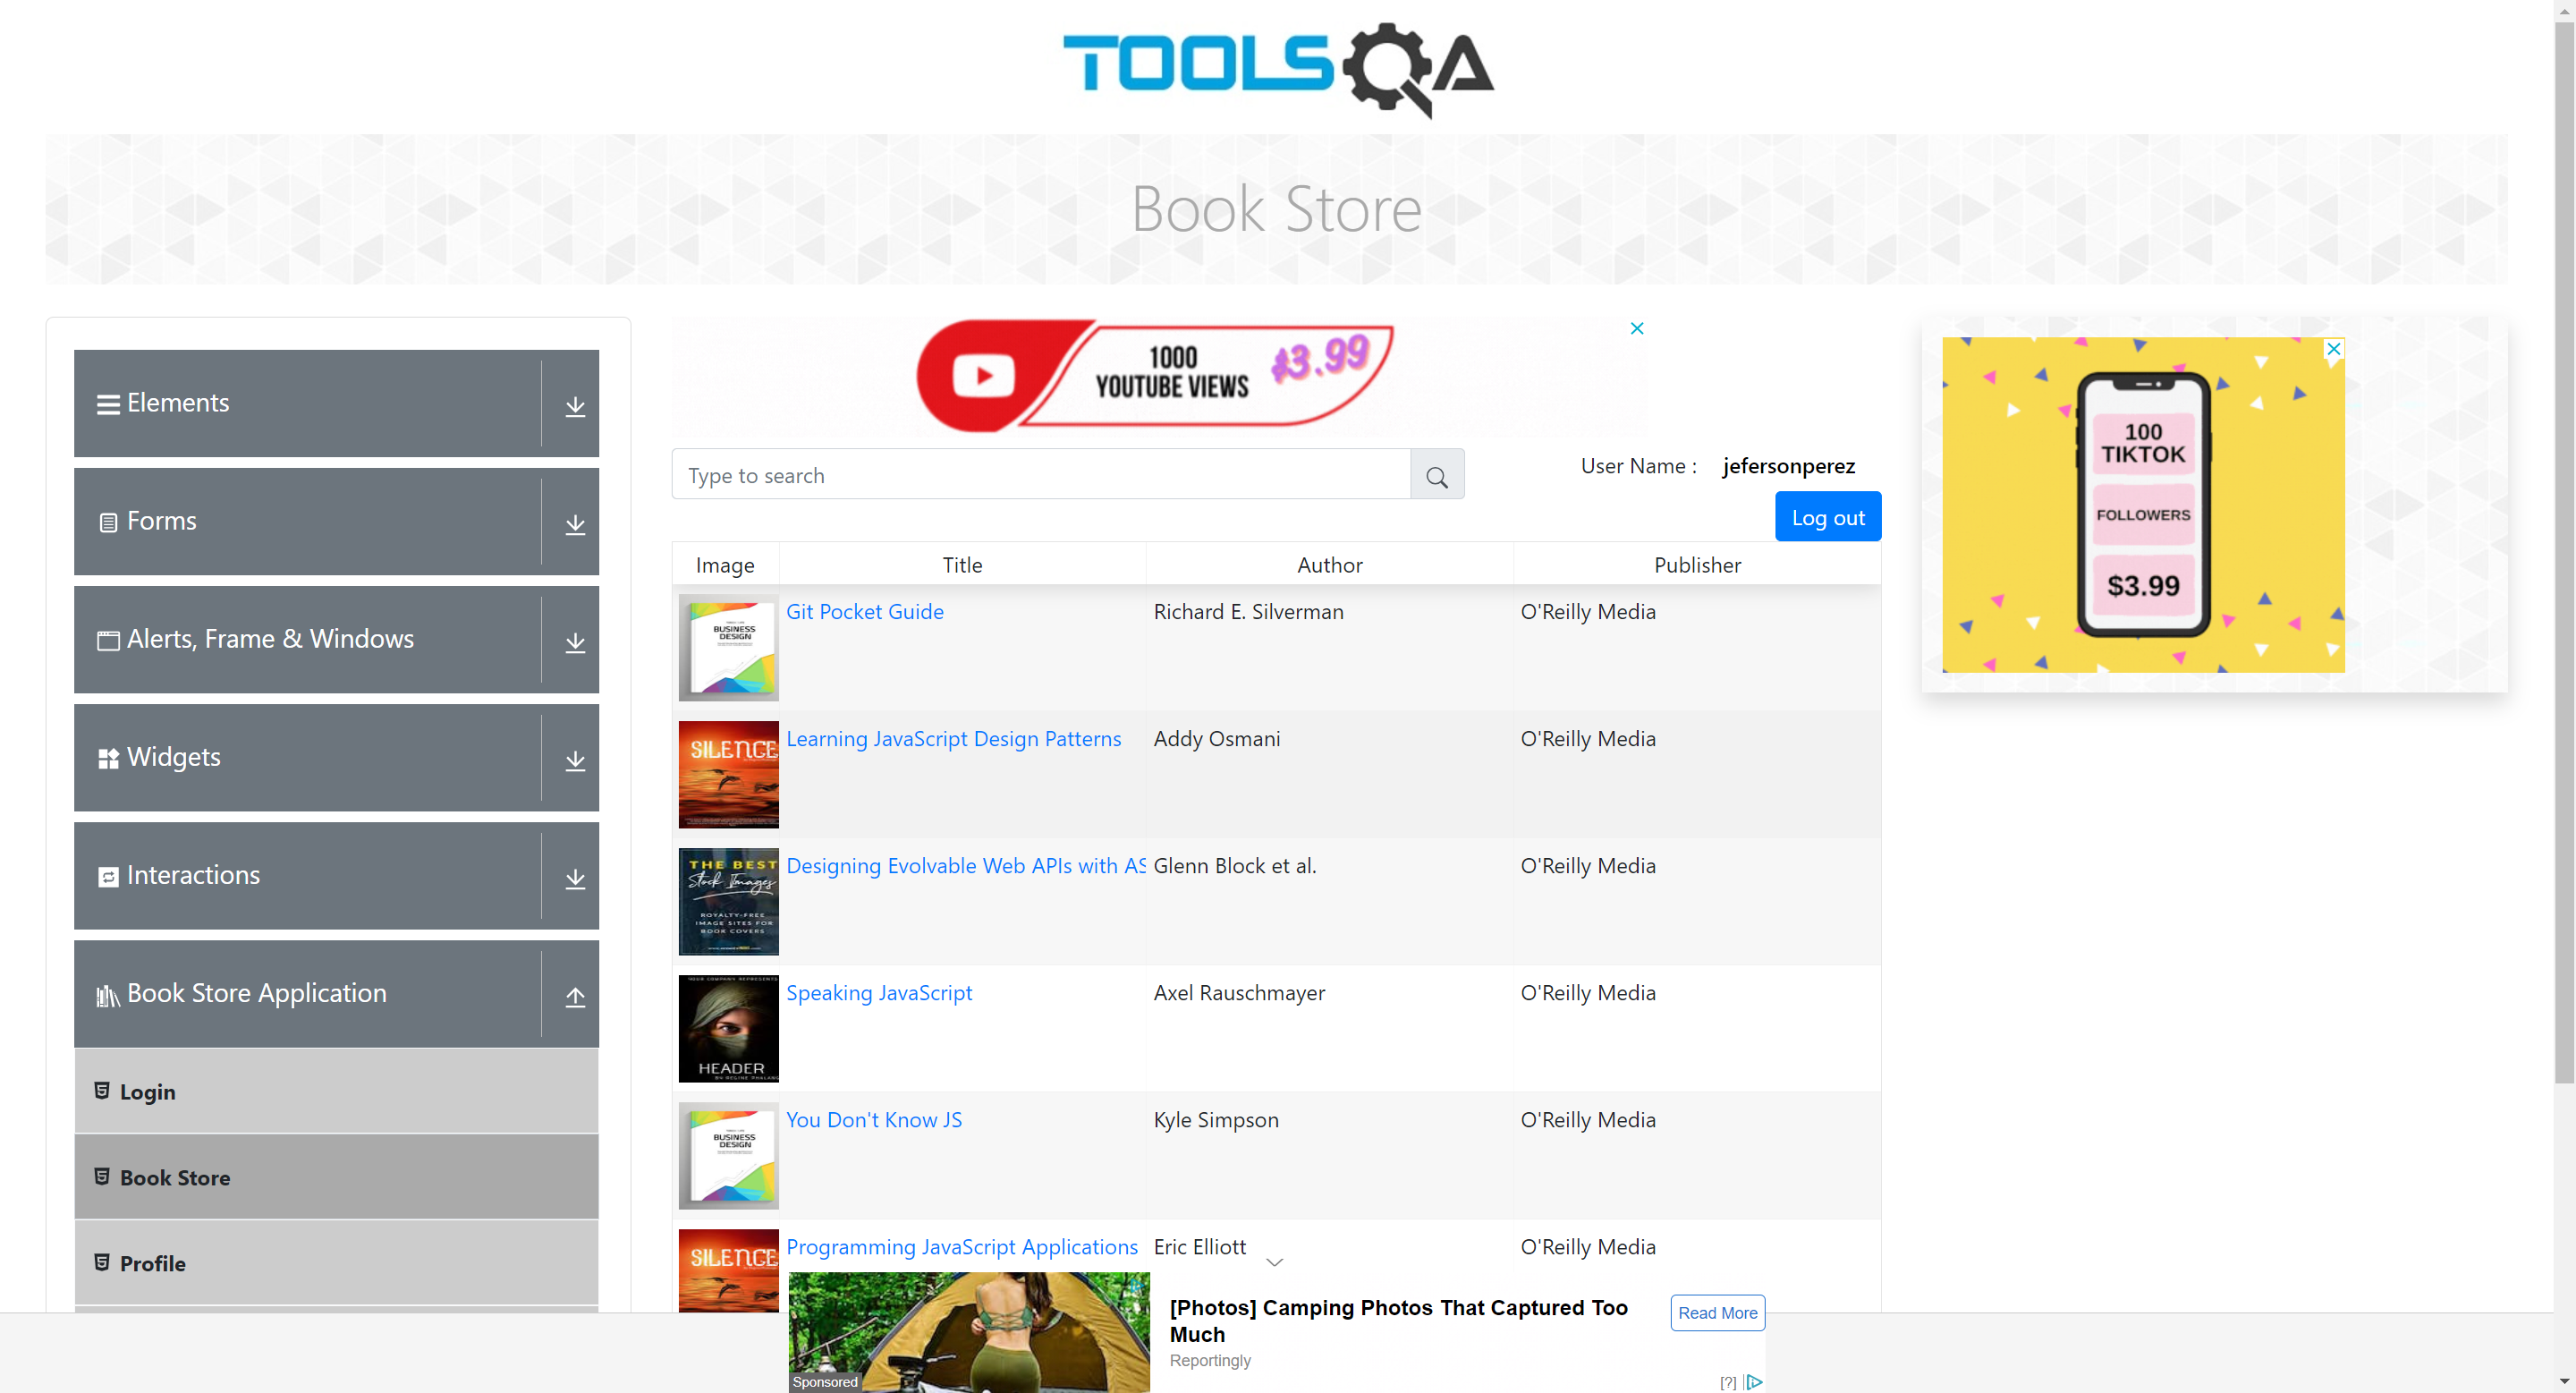 TOOLSQA
Book Store
Elements
Forms
Alerts, Frame & Windows
Widgets
Interactions
Book Store Application
Login
Book Store
Profile
1000
YOUTUBE VIEWS
$3.99
Type to search
User Name : jefersonperez
Log out
Image Title Author Publisher
BUSINESS
DESIGN
Git Pocket Guide Richard E. Silverman O'Reilly Media
SILENCE
Learning JavaScript Design Patterns Addy Osmani O'Reilly Media
THE BEST
Stock Images
ROYALTY-FREE
IMAGE SITES FOR
BOOK COVERS
Designing Evolvable Web APIs with AS Glenn Block et al. O'Reilly Media
YOUR COMPANY REPRESENTS
Speaking JavaScript Axel Rauschmayer O'Reilly Media
HEADER
BUSINESS
DESIGN
You Don't Know JS Kyle Simpson O'Reilly Media
SILENCE
Programming JavaScript Applications Eric Elliott O'Reilly Media
100
TIKTOK
FOLLOWERS
$3.99
[Photos] Camping Photos That Captured Too
Much
Reportingly
Read More
Sponsored
[?]